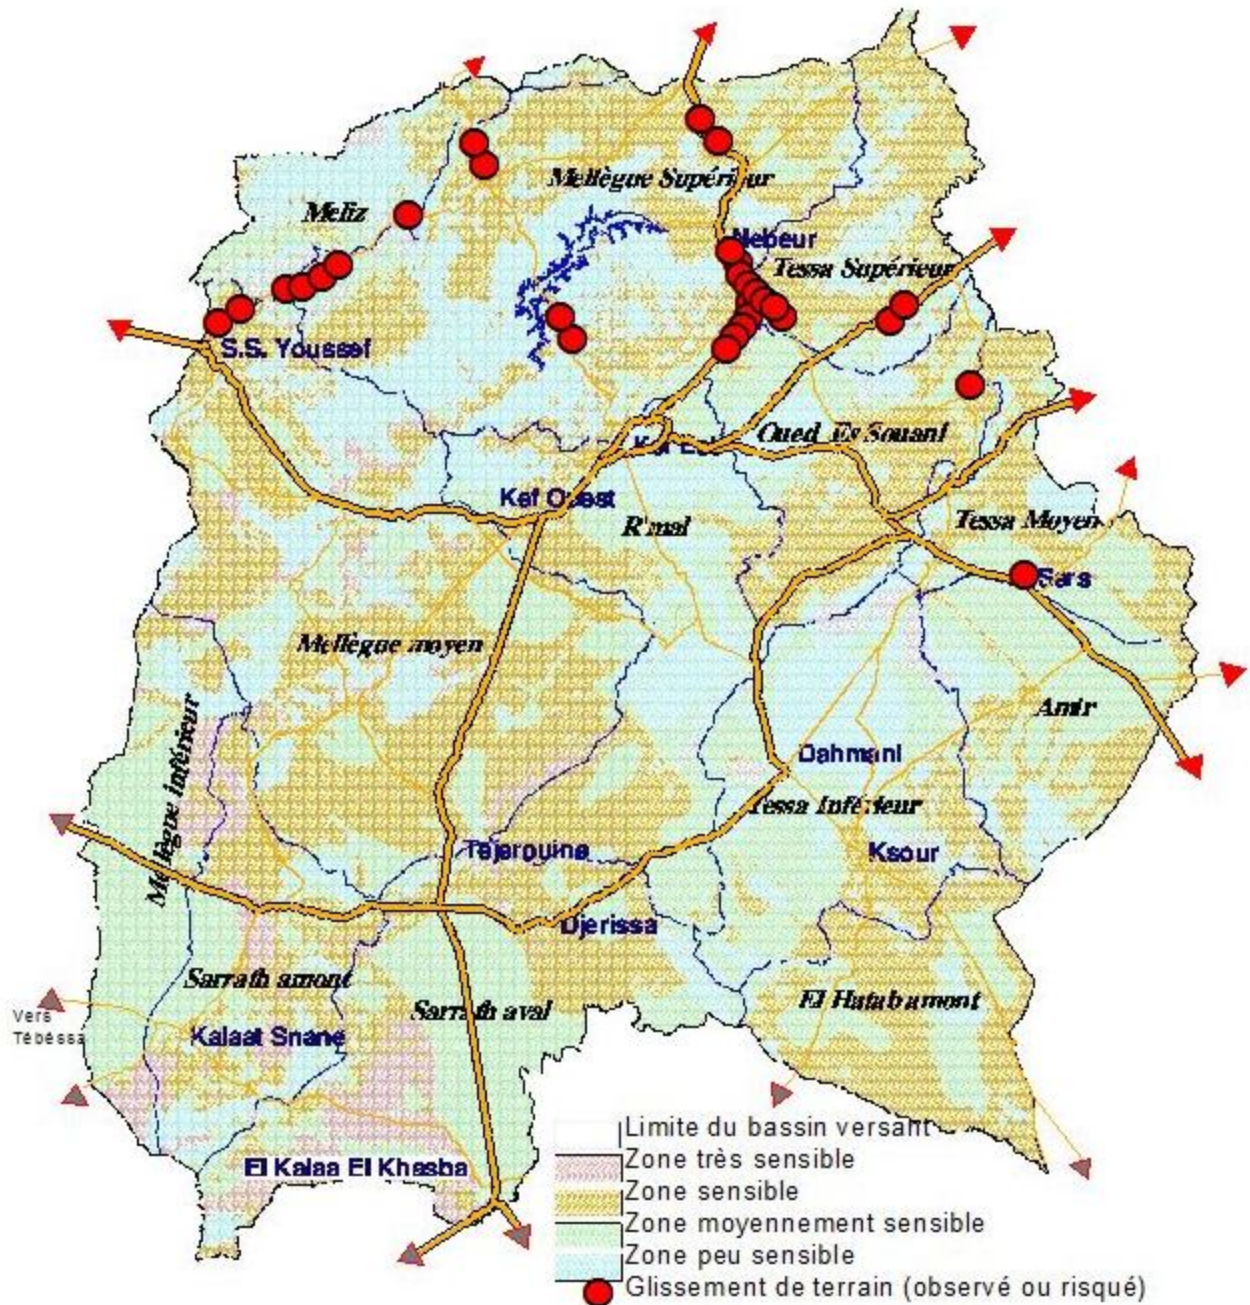 Mellègue Supérieur
Meliz
Nebeur
Tessa Supérieur
S.S. Youssef
Oued Es Souani
Kef Ouest
R'mal
Tessa Moyen
Sers
Mellègue moyen
Mellègue inférieur
Amir
Dahmani
Tessa Inférieur
Tajerouine
Ksour
Djerissa
Sarrath amont
Sarrath aval
El Hatab amont
Vers
Tébessa
Kalaat Snane
El Kalaa El Khasba
Limite du bassin versant
Zone très sensible
Zone sensible
Zone moyennement sensible
Zone peu sensible
Glissement de terrain (observé ou risqué)